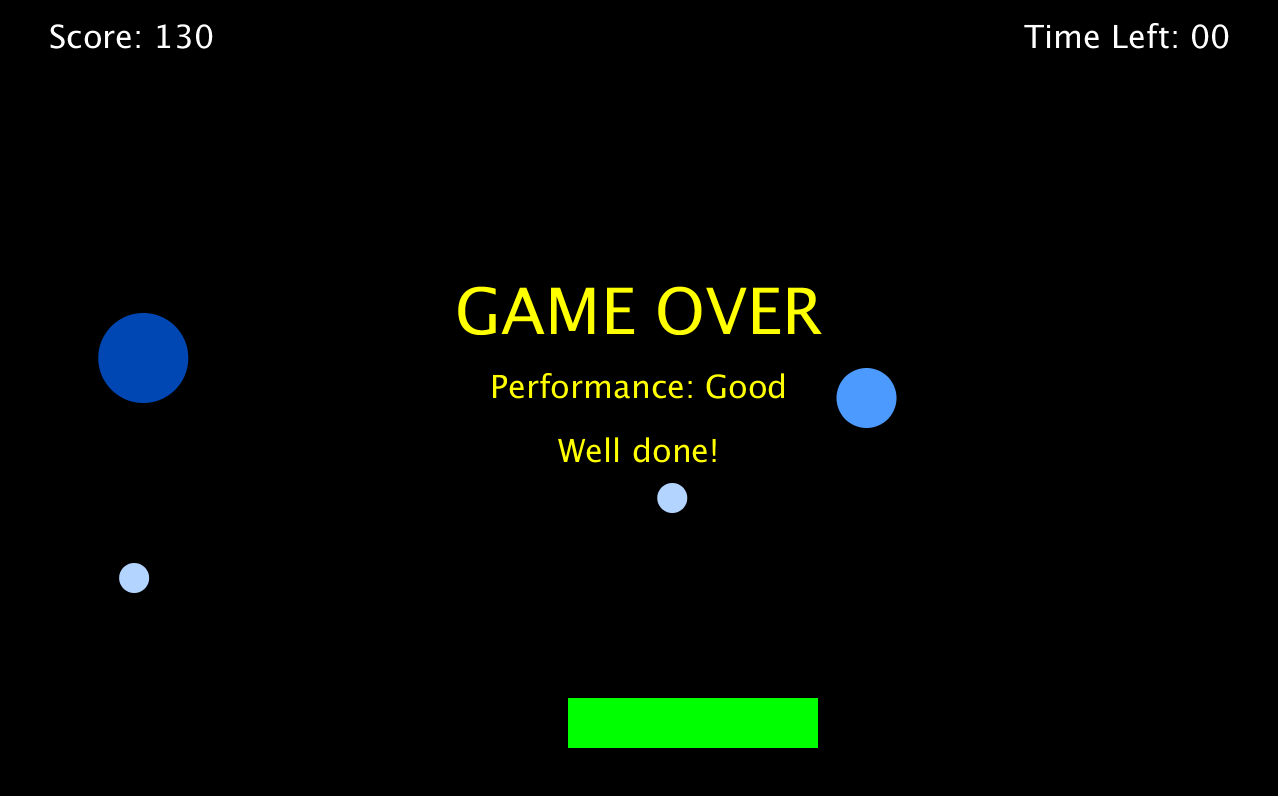 Score: 130
Time Left: 00
GAME OVER
Performance: Good
Well done!